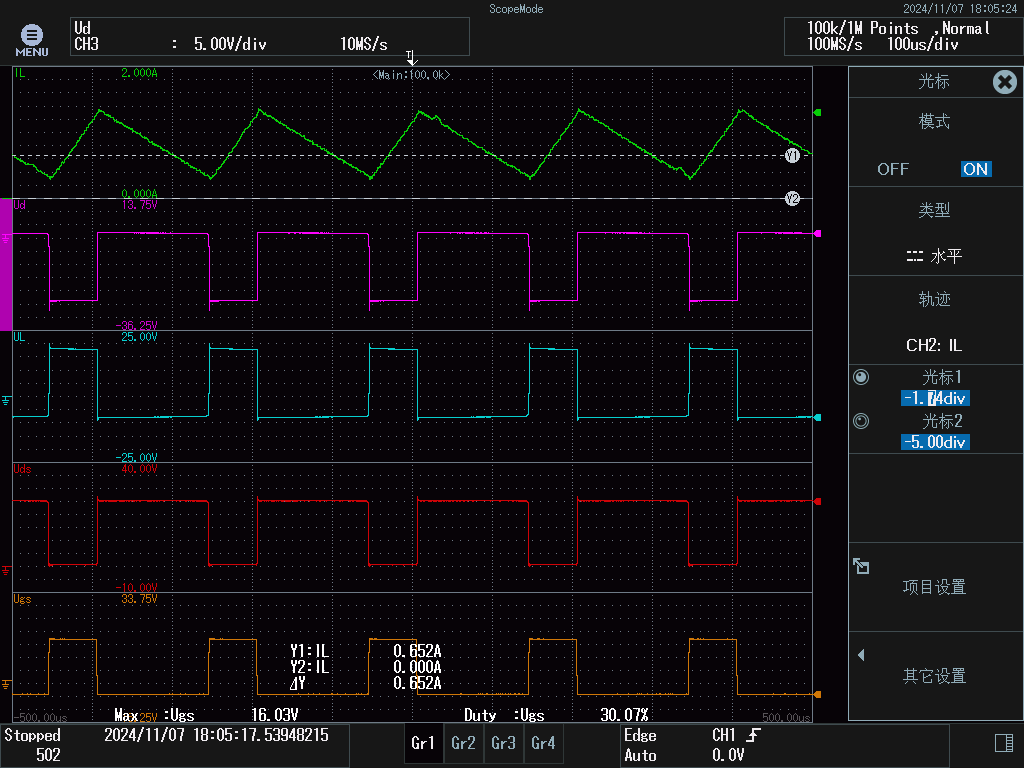 ScopeMode
2024/11/07 18:05:24
MENU
Ud
CH3 : 5.00V/div 10MS/s
100k/1M Points ,Normal
100MS/s 100us/div
T
<Main:100.0k>
IL 2.000A
Y1
0.000A
Y2
Ud 13.75V
-36.25V
UL 25.00V
-25.00V
Uds 40.00V
-10.00V
Ugs 33.75V
Y1:IL 0.652A
Y2:IL 0.000A
⊿Y 0.652A
-500.00us 500.00us
Max :Ugs 16.03V Duty :Ugs 30.07%
光标
模式
OFF ON
类型
水平
轨迹
CH2: IL
光标1
-1.74div
光标2
-5.00div
项目设置
其它设置
Stopped 2024/11/07 18:05:17.53948215
502
Gr1 Gr2 Gr3 Gr4
Edge CH1
Auto 0.0V